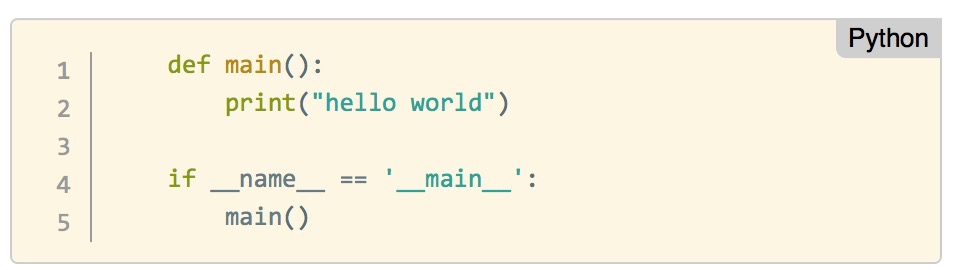 Python
1 def main():
2     print("hello world")
3
4 if __name__ == '__main__':
5     main()